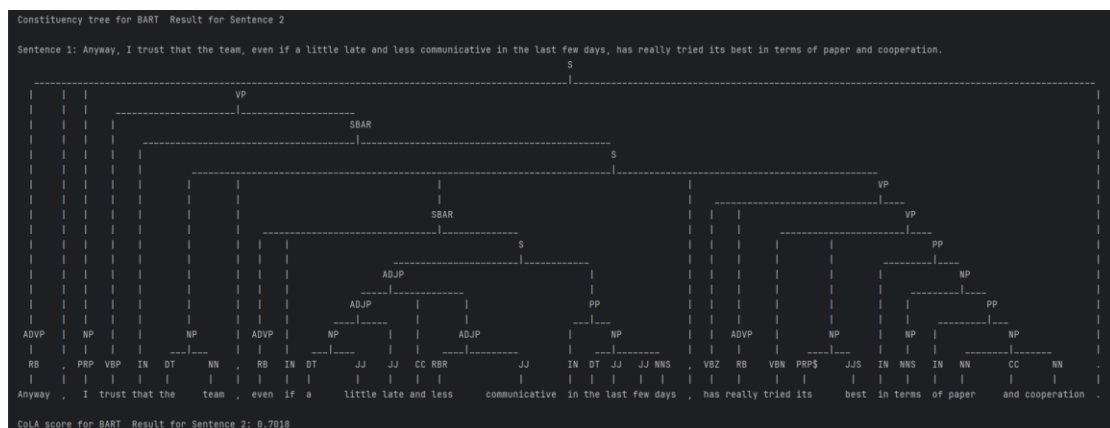 Constituency tree for BART  Result for Sentence 2
Sentence 1: Anyway, I trust that the team, even if a little late and less communicative in the last few days, has really tried its best in terms of paper and cooperation.
S
VP
SBAR
S
VP
SBAR VP
S PP
ADJP NP
ADJP PP PP
ADVP NP NP ADVP NP ADJP NP ADVP NP NP NP
RB , PRP VBP IN DT NN , RB IN DT JJ JJ CC RBR JJ IN DT JJ JJ NNS , VBZ RB VBN PRP$ JJS IN NNS IN NN CC NN .
Anyway , I trust that the team , even if a little late and less communicative in the last few days , has really tried its best in terms of paper and cooperation .
CoLA score for BART  Result for Sentence 2: 0.7018